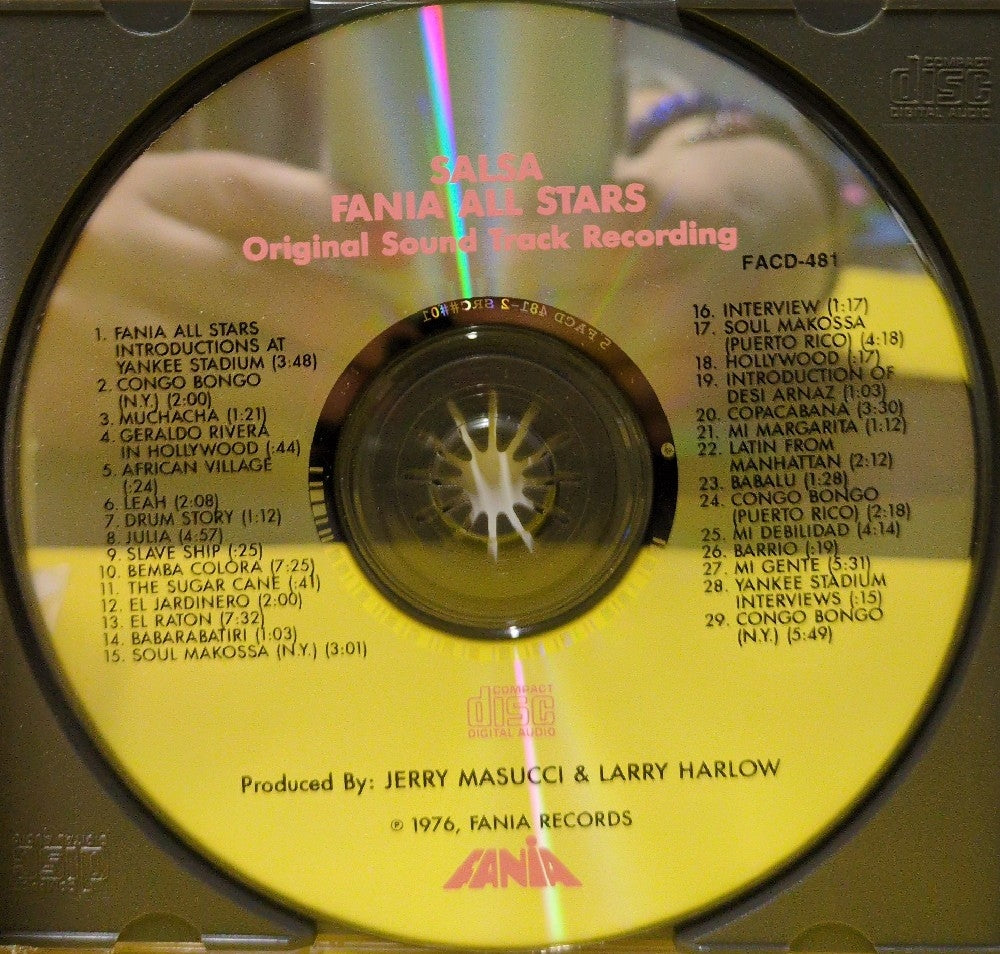 COMPACT
disc
DIGITAL AUDIO
SALSA
FANIA ALL STARS
Original Sound Track Recording
FACD-481
5 FACD 481-2 SRC#01
1. FANIA ALL STARS
INTRODUCTIONS AT
YANKEE STADIUM (3:48)
2. CONGO BONGO
(N.Y.) (2:00)
3. MUCHACHA (1:21)
4. GERALDO RIVERA
IN HOLLYWOOD (:44)
5. AFRICAN VILLAGE
(:24)
6. LEAH (2:08)
7. DRUM STORY (1:12)
8. JULIA (4:57)
9. SLAVE SHIP (:25)
10. BEMBA COLORA (7:25)
11. THE SUGAR CANE (:41)
12. EL JARDINERO (2:00)
13. EL RATON (7:32)
14. BABARABATIRI (1:03)
15. SOUL MAKOSSA (N.Y.) (3:01)
16. INTERVIEW (1:17)
17. SOUL MAKOSSA
(PUERTO RICO) (4:18)
18. HOLLYWOOD (:17)
19. INTRODUCTION OF
DESI ARNAZ (1:03)
20. COPACABANA (3:30)
21. MI MARGARITA (1:12)
22. LATIN FROM
MANHATTAN (2:12)
23. BABALU (1:28)
24. CONGO BONGO
(PUERTO RICO) (2:18)
25. MI DEBILIDAD (4:14)
26. BARRIO (:19)
27. MI GENTE (5:31)
28. YANKEE STADIUM
INTERVIEWS (:15)
29. CONGO BONGO
(N.Y.) (5:49)
COMPACT
disc
DIGITAL AUDIO
Produced By: JERRY MASUCCI & LARRY HARLOW
℗ 1976, FANIA RECORDS
FANIA